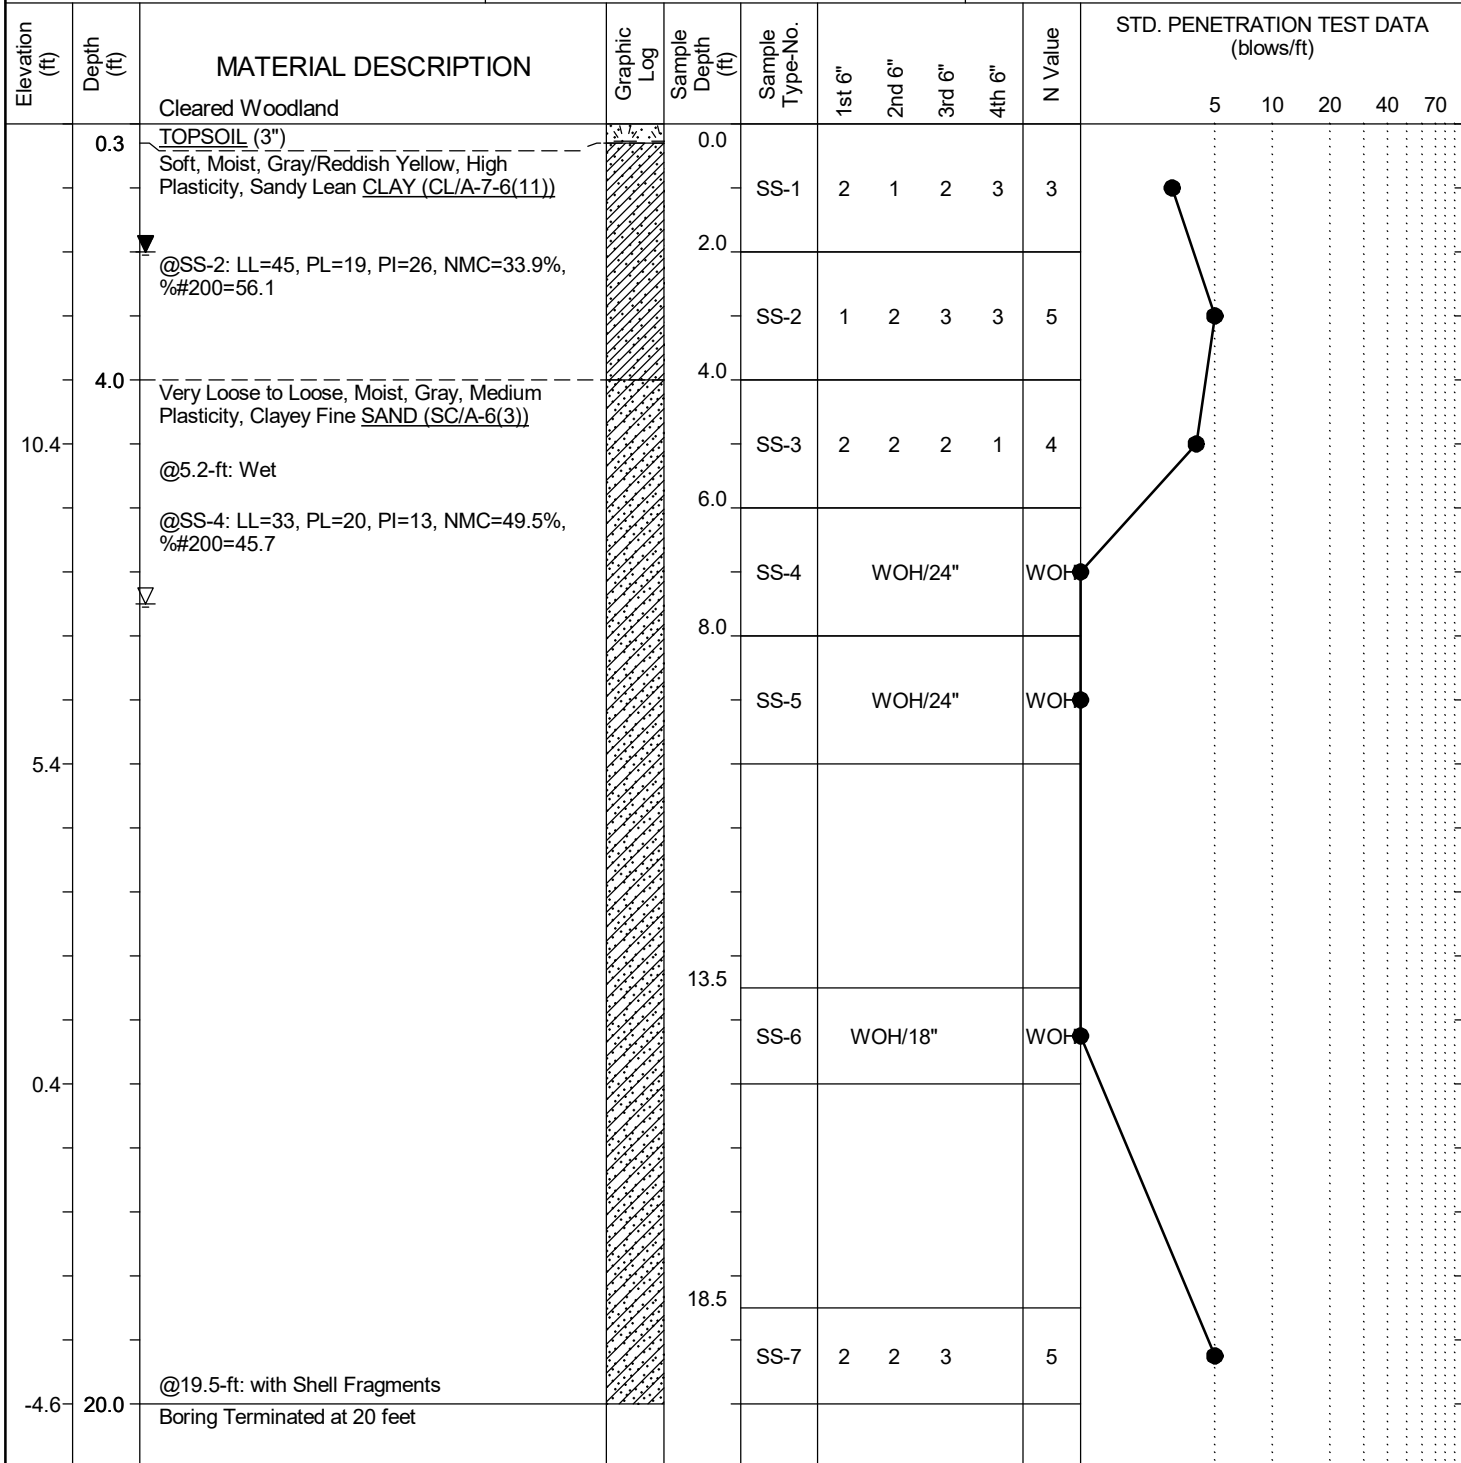 Elevation
(ft)
Depth
(ft)
MATERIAL DESCRIPTION
Cleared Woodland
Graphic
Log
Sample
Depth
(ft)
Sample
Type-No.
1st 6"
2nd 6"
3rd 6"
4th 6"
N Value
STD. PENETRATION TEST DATA
(blows/ft)
5 10 20 40 70
0.3 TOPSOIL (3") 0.0
Soft, Moist, Gray/Reddish Yellow, High
Plasticity, Sandy Lean CLAY (CL/A-7-6(11))
SS-1 2 1 2 3 3
2.0
@SS-2: LL=45, PL=19, PI=26, NMC=33.9%,
%#200=56.1
SS-2 1 2 3 3 5
4.0 4.0
Very Loose to Loose, Moist, Gray, Medium
Plasticity, Clayey Fine SAND (SC/A-6(3))
10.4 SS-3 2 2 2 1 4
@5.2-ft: Wet
6.0
@SS-4: LL=33, PL=20, PI=13, NMC=49.5%,
%#200=45.7
SS-4 WOH/24" WOH
8.0
SS-5 WOH/24" WOH
5.4
13.5
SS-6 WOH/18" WOH
0.4
18.5
SS-7 2 2 3 5
@19.5-ft: with Shell Fragments
-4.6 20.0
Boring Terminated at 20 feet